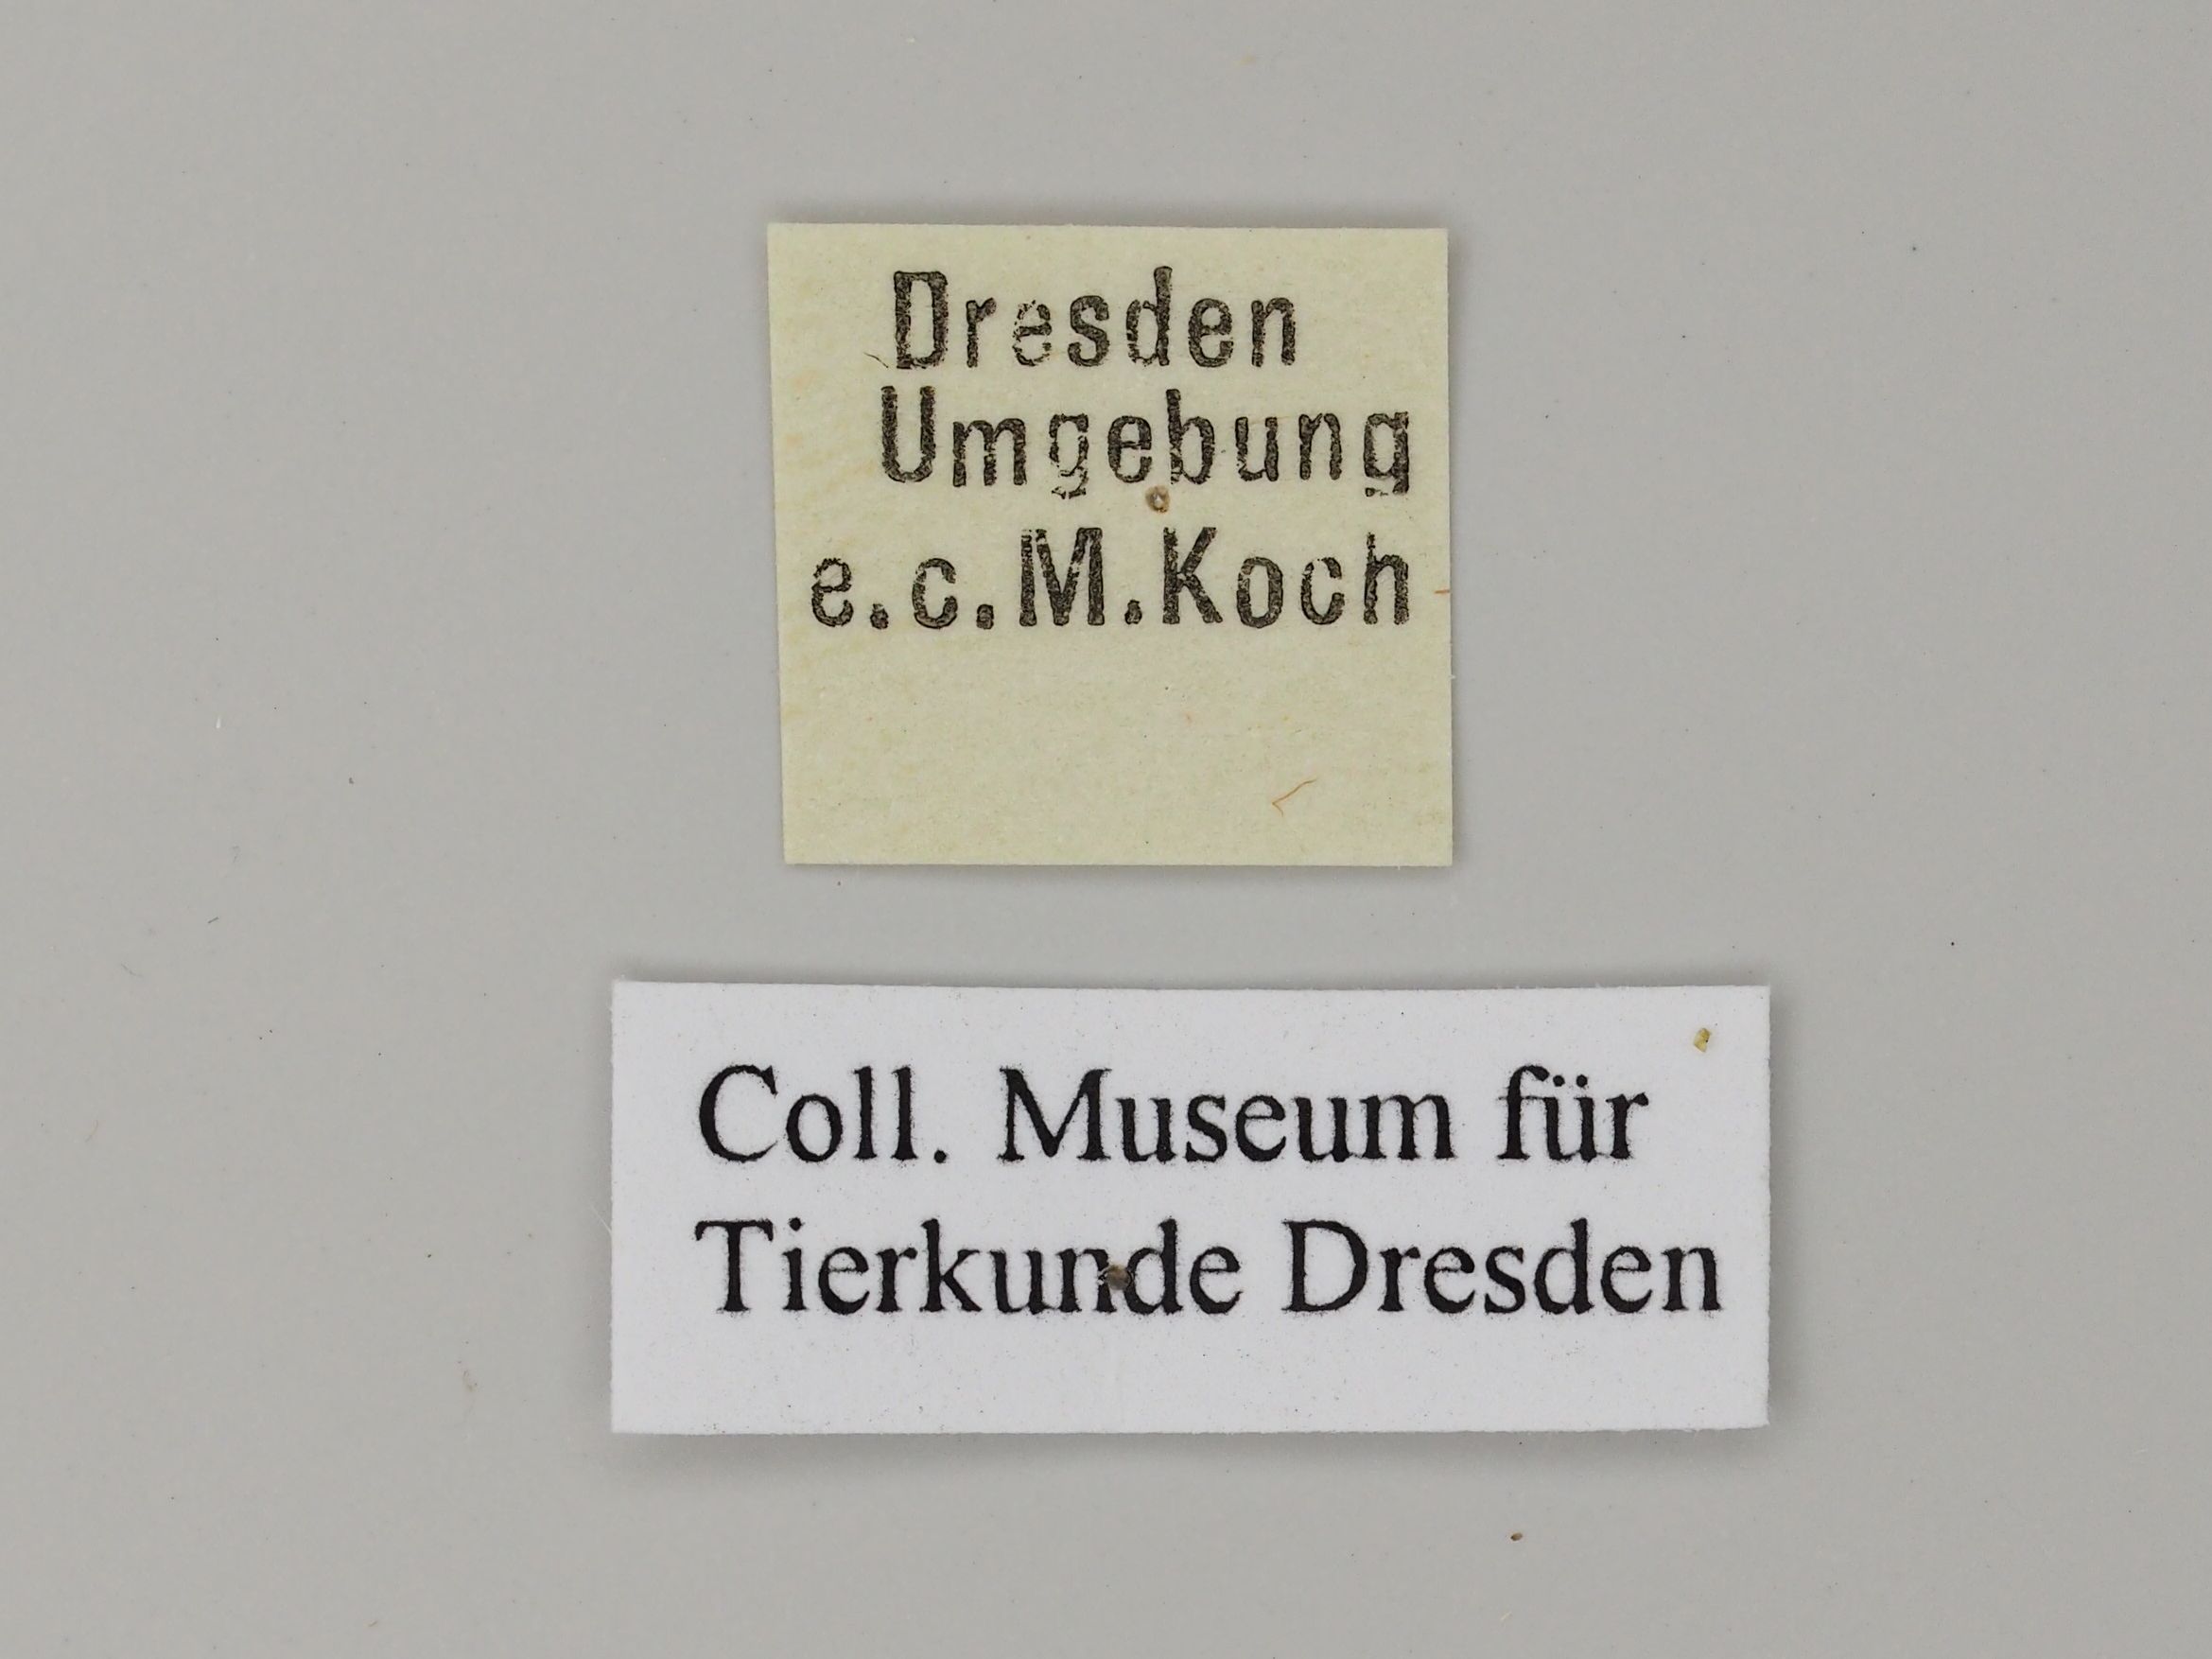 Dresden
Umgebung
e.c.M.Koch
Coll. Museum für
Tierkunde Dresden